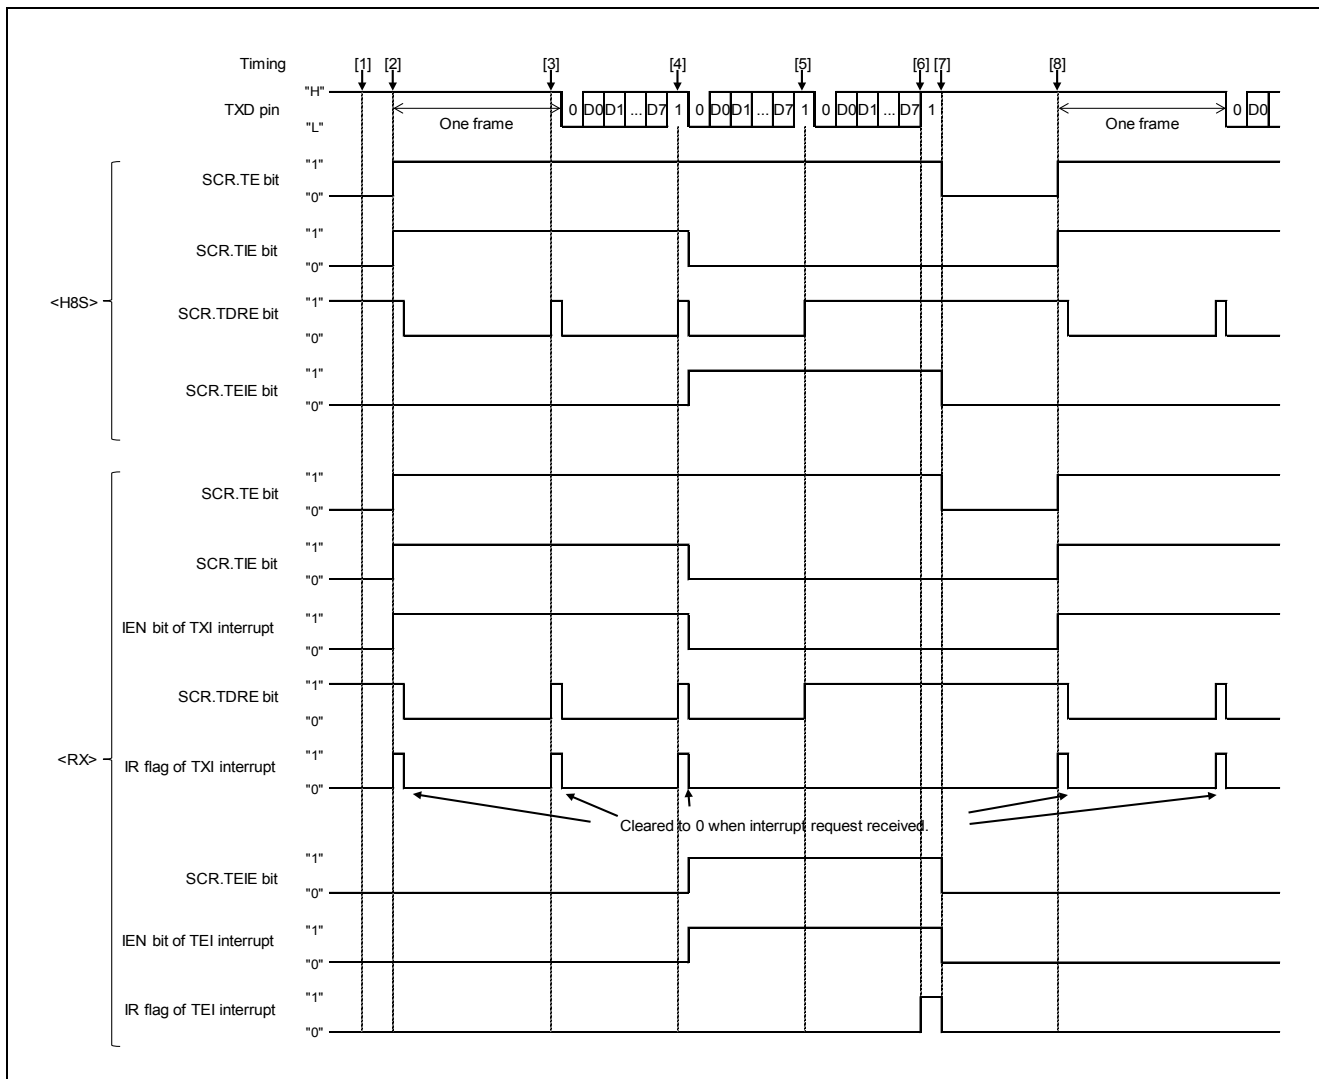 Timing [1] [2] [3] [4] [5] [6] [7] [8]
"H"
TXD pin One frame 0 D0 D1 ... D7 1 0 D0 D1 ... D7 1 0 D0 D1 ... D7 1 One frame 0 D0
"L"
<H8S>
"1"
SCR.TE bit
"0"
"1"
SCR.TIE bit
"0"
"1"
SCR.TDRE bit
"0"
"1"
SCR.TEIE bit
"0"
<RX>
"1"
SCR.TE bit
"0"
"1"
SCR.TIE bit
"0"
"1"
IEN bit of TXI interrupt
"0"
"1"
SCR.TDRE bit
"0"
"1"
IR flag of TXI interrupt
"0"
Cleared to 0 when interrupt request received.
"1"
SCR.TEIE bit
"0"
"1"
IEN bit of TEI interrupt
"0"
"1"
IR flag of TEI interrupt
"0"